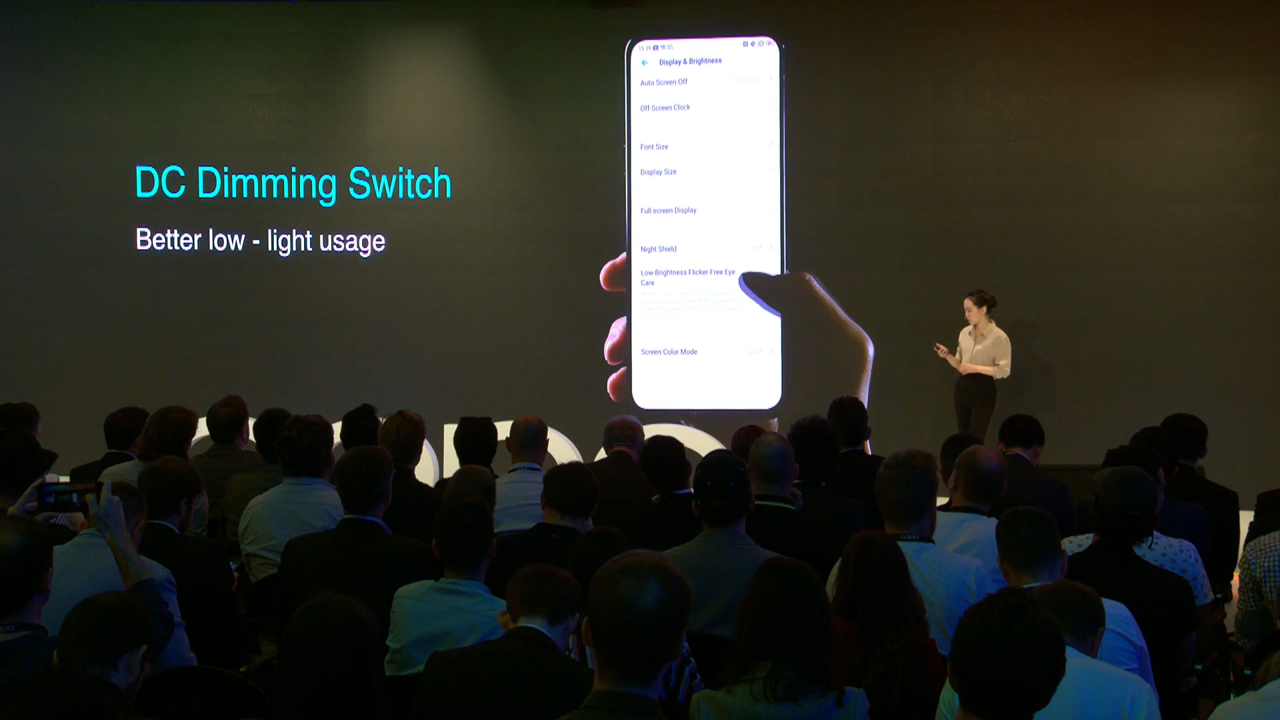 DC Dimming Switch
Better low - light usage
Display & Brightness
Auto Screen Off
Off-Screen Clock
Font Size
Display Size
Full-screen Display
Night Shield
Low-Brightness Flicker-Free Eye
Care
Screen Color Mode